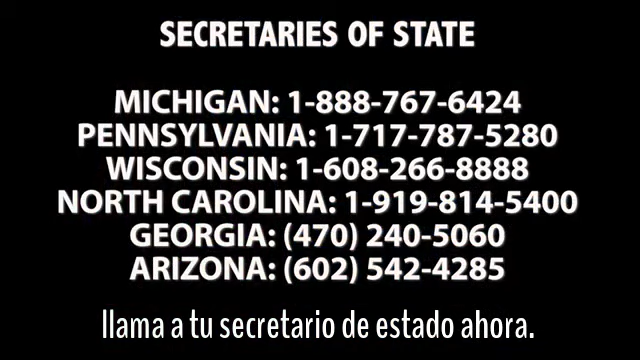 SECRETARIES OF STATE
MICHIGAN: 1-888-767-6424
PENNSYLVANIA: 1-717-787-5280
WISCONSIN: 1-608-266-8888
NORTH CAROLINA: 1-919-814-5400
GEORGIA: (470) 240-5060
ARIZONA: (602) 542-4285
llama a tu secretario de estado ahora.